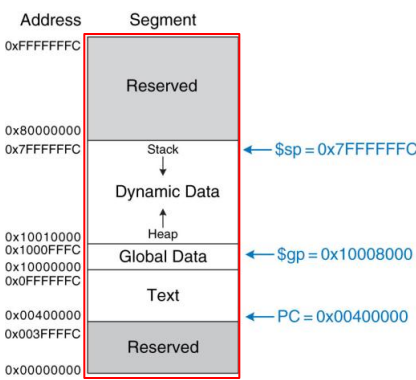 Address Segment
0xFFFFFFFC
Reserved
0x80000000
0x7FFFFFFC Stack $sp = 0x7FFFFFFC
Dynamic Data
0x10010000 Heap
0x1000FFFC Global Data $gp = 0x10008000
0x10000000
0x0FFFFFFC
Text
0x00400000 PC = 0x00400000
0x003FFFFC
Reserved
0x00000000